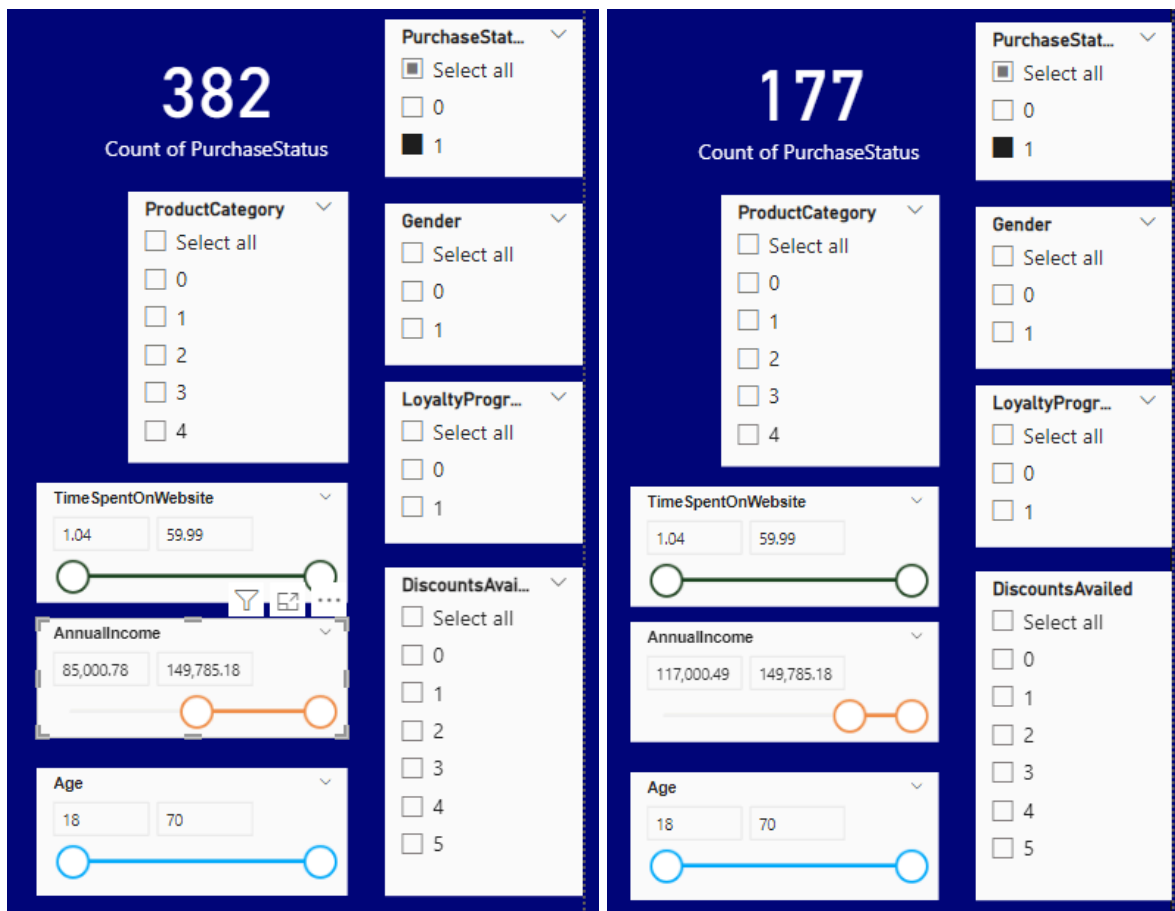 382
Count of PurchaseStatus
PurchaseStat...
Select all
0
1
ProductCategory
Select all
0
1
2
3
4
Gender
Select all
0
1
LoyaltyProgr...
Select all
0
1
TimeSpentOnWebsite
1.04 59.99
AnnualIncome
85,000.78 149,785.18
Age
18 70
DiscountsAvai...
Select all
0
1
2
3
4
5
177
Count of PurchaseStatus
PurchaseStat...
Select all
0
1
ProductCategory
Select all
0
1
2
3
4
Gender
Select all
0
1
LoyaltyProgr...
Select all
0
1
TimeSpentOnWebsite
1.04 59.99
AnnualIncome
117,000.49 149,785.18
Age
18 70
DiscountsAvailed
Select all
0
1
2
3
4
5